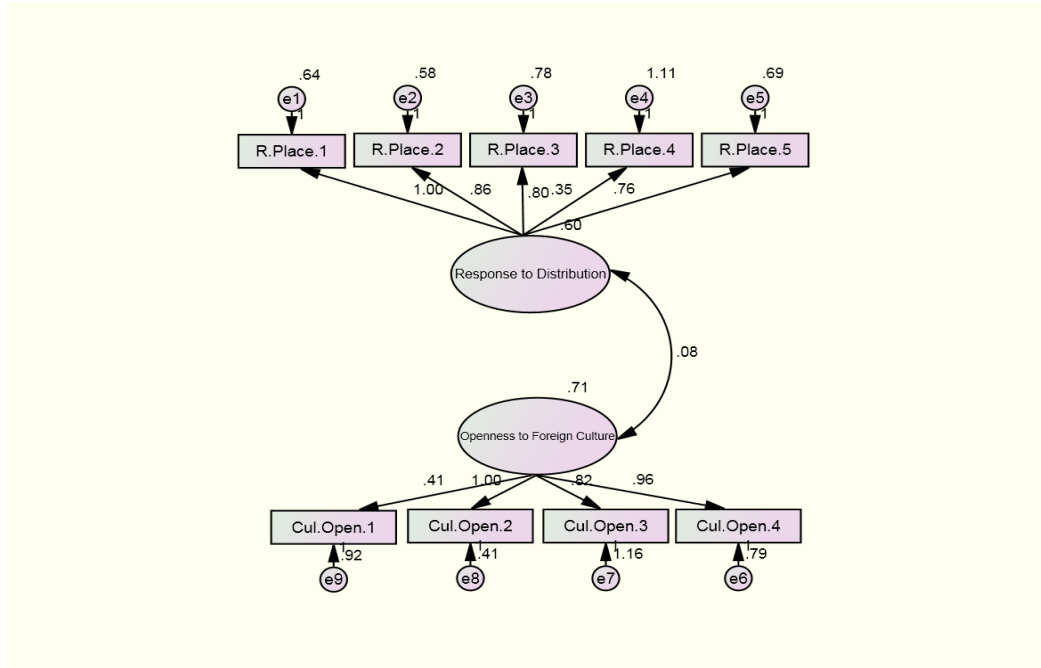 .64 .58 .78 1.11 .69
e1 e2 e3 e4 e5
1 1 1 1 1
R.Place.1 R.Place.2 R.Place.3 R.Place.4 R.Place.5
1.00 .86 .80 .35 .76
.60
Response to Distribution
.08
.71
Openness to Foreign Culture
.41 1.00 .82 .96
Cul.Open.1 Cul.Open.2 Cul.Open.3 Cul.Open.4
1 1 1 1
.92 .41 1.16 .79
e9 e8 e7 e6